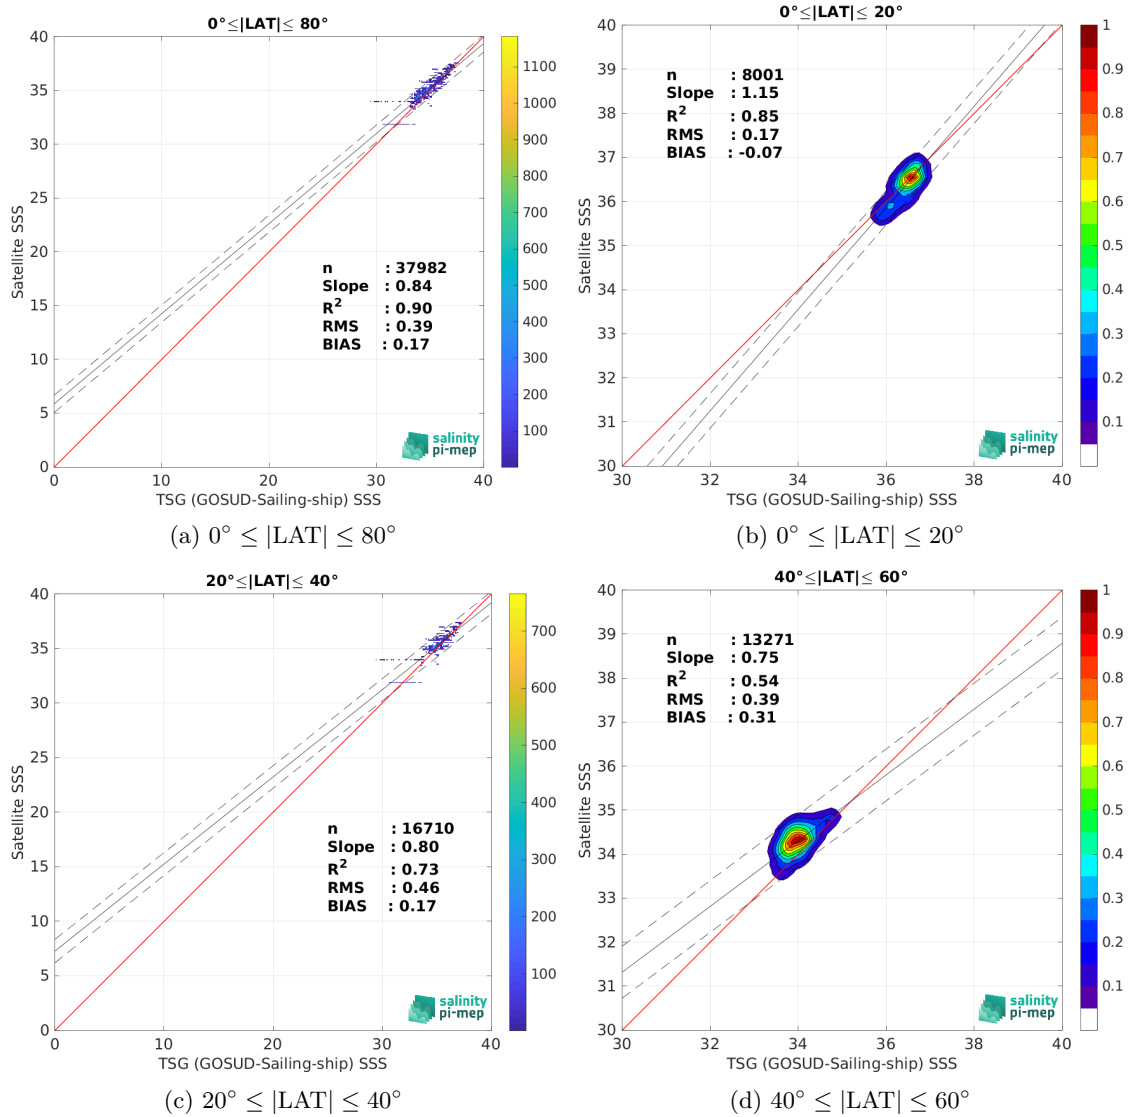 0°≤|LAT|≤ 80°
40
35
30
25
20
15
10
5
0
Satellite SSS
n : 37982
Slope : 0.84
R² : 0.90
RMS : 0.39
BIAS : 0.17
salinity
pi-mep
0 10 20 30 40
TSG (GOSUD-Sailing-ship) SSS
1100
1000
900
800
700
600
500
400
300
200
100
(a) 0° ≤ |LAT| ≤ 80°
0°≤|LAT|≤ 20°
40
39
38
37
36
35
34
33
32
31
30
Satellite SSS
n : 8001
Slope : 1.15
R² : 0.85
RMS : 0.17
BIAS : -0.07
salinity
pi-mep
30 32 34 36 38 40
TSG (GOSUD-Sailing-ship) SSS
1
0.9
0.8
0.7
0.6
0.5
0.4
0.3
0.2
0.1
(b) 0° ≤ |LAT| ≤ 20°
20°≤|LAT|≤ 40°
40
35
30
25
20
15
10
5
0
Satellite SSS
n : 16710
Slope : 0.80
R² : 0.73
RMS : 0.46
BIAS : 0.17
salinity
pi-mep
0 10 20 30 40
TSG (GOSUD-Sailing-ship) SSS
700
600
500
400
300
200
100
(c) 20° ≤ |LAT| ≤ 40°
40°≤|LAT|≤ 60°
40
39
38
37
36
35
34
33
32
31
30
Satellite SSS
n : 13271
Slope : 0.75
R² : 0.54
RMS : 0.39
BIAS : 0.31
salinity
pi-mep
30 32 34 36 38 40
TSG (GOSUD-Sailing-ship) SSS
1
0.9
0.8
0.7
0.6
0.5
0.4
0.3
0.2
0.1
(d) 40° ≤ |LAT| ≤ 60°